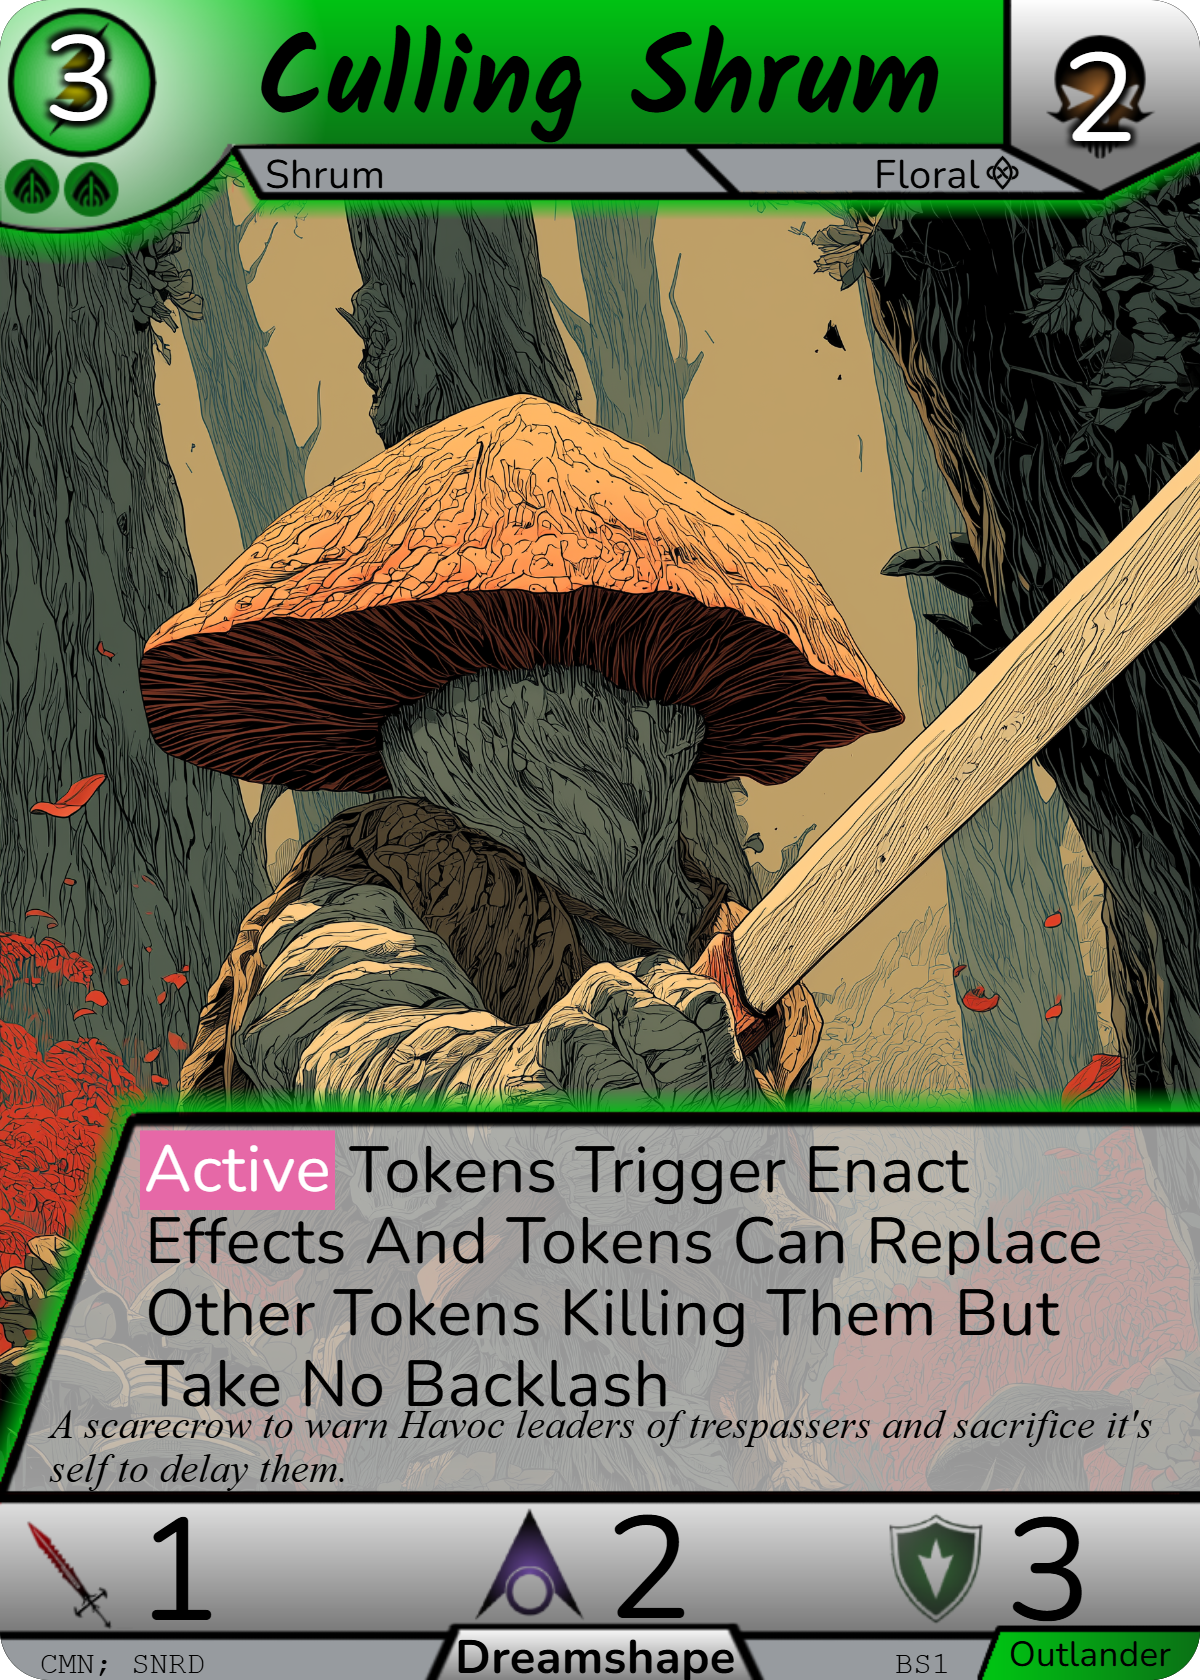 3
Culling Shrum
2
Shrum
Floral
Active Tokens Trigger Enact
Effects And Tokens Can Replace
Other Tokens Killing Them But
Take No Backlash
A scarecrow to warn Havoc leaders of trespassers and sacrifice it's
self to delay them.
1
2
3
CMN; SNRD
Dreamshape
BS1
Outlander